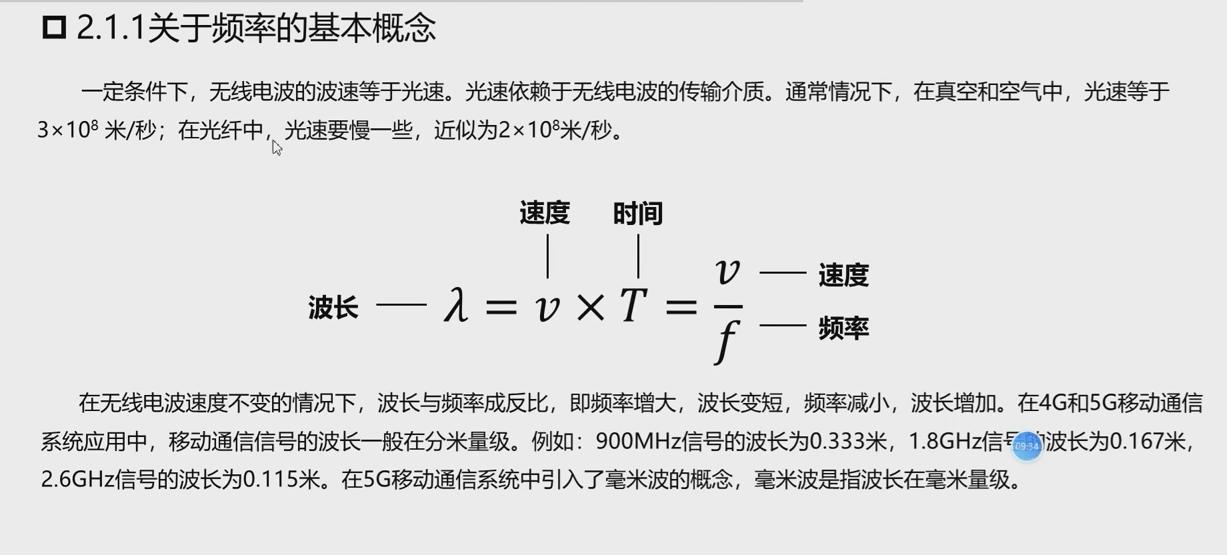 2.1.1关于频率的基本概念
一定条件下，无线电波的波速等于光速。光速依赖于无线电波的传输介质。通常情况下，在真空和空气中，光速等于
3×10⁸ 米/秒；在光纤中，光速要慢一些，近似为2×10⁸米/秒。
速度 时间
波长 λ = v × T = v/f 速度
频率
在无线电波速度不变的情况下，波长与频率成反比，即频率增大，波长变短，频率减小，波长增加。在4G和5G移动通信
系统应用中，移动通信信号的波长一般在分米量级。例如：900MHz信号的波长为0.333米，1.8GHz信号的波长为0.167米，
2.6GHz信号的波长为0.115米。在5G移动通信系统中引入了毫米波的概念，毫米波是指波长在毫米量级。
09:34